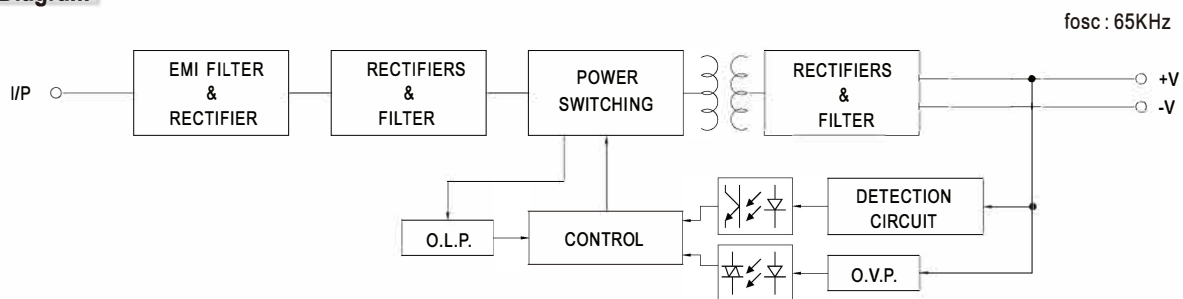 Diagram
fosc : 65KHz
I/P
EMI FILTER
&
RECTIFIER
RECTIFIERS
&
FILTER
POWER
SWITCHING
RECTIFIERS
&
FILTER
+V
-V
O.L.P.
CONTROL
DETECTION
CIRCUIT
O.V.P.